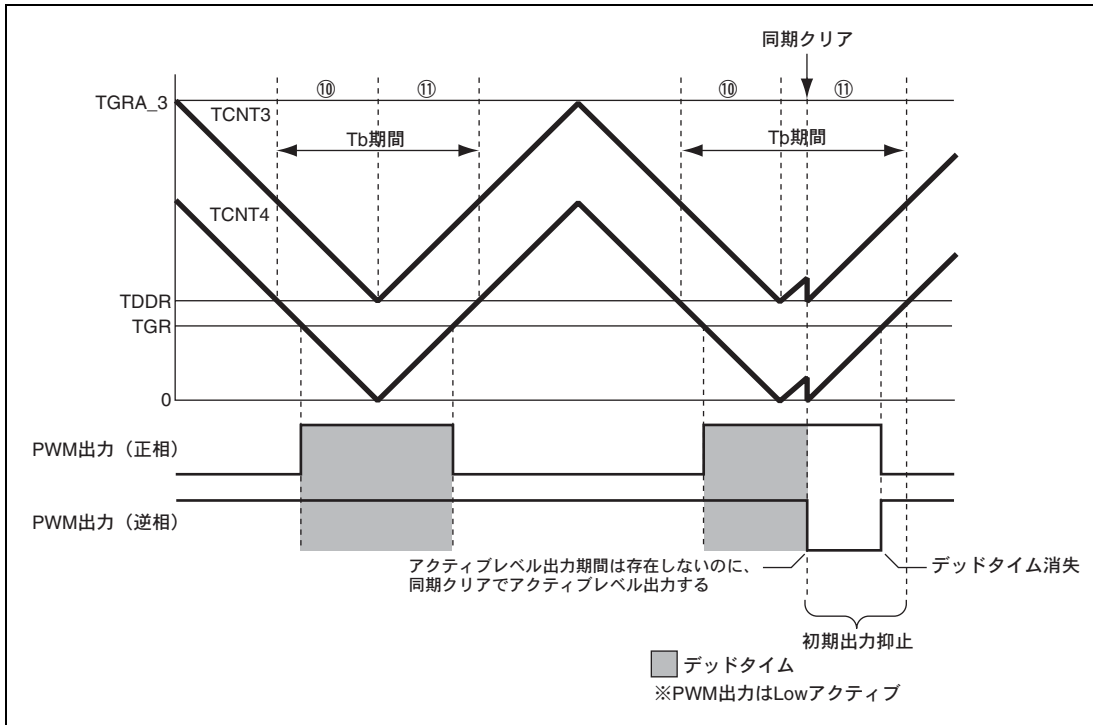 同期クリア
⑩ ⑪ ⑩ ⑪
TGRA_3
TCNT3
Tb期間 Tb期間
TCNT4
TDDR
TGR
0
PWM出力（正相）
PWM出力（逆相）
アクティブレベル出力期間は存在しないのに、
同期クリアでアクティブレベル出力する
デッドタイム消失
初期出力抑止
デッドタイム
※PWM出力はLowアクティブ